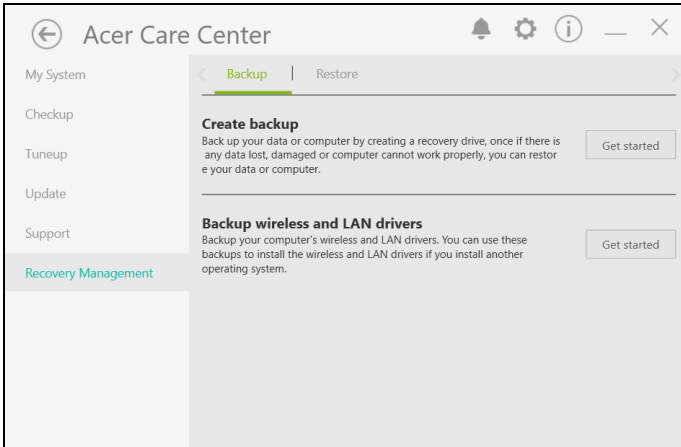 Acer Care Center
My System
Checkup
Tuneup
Update
Support
Recovery Management
Backup
Restore
Create backup
Back up your data or computer by creating a recovery drive, once if there is
any data lost, damaged or computer cannot work properly, you can restor
e your data or computer.
Get started
Backup wireless and LAN drivers
Backup your computer's wireless and LAN drivers. You can use these
backups to install the wireless and LAN drivers if you install another
operating system.
Get started